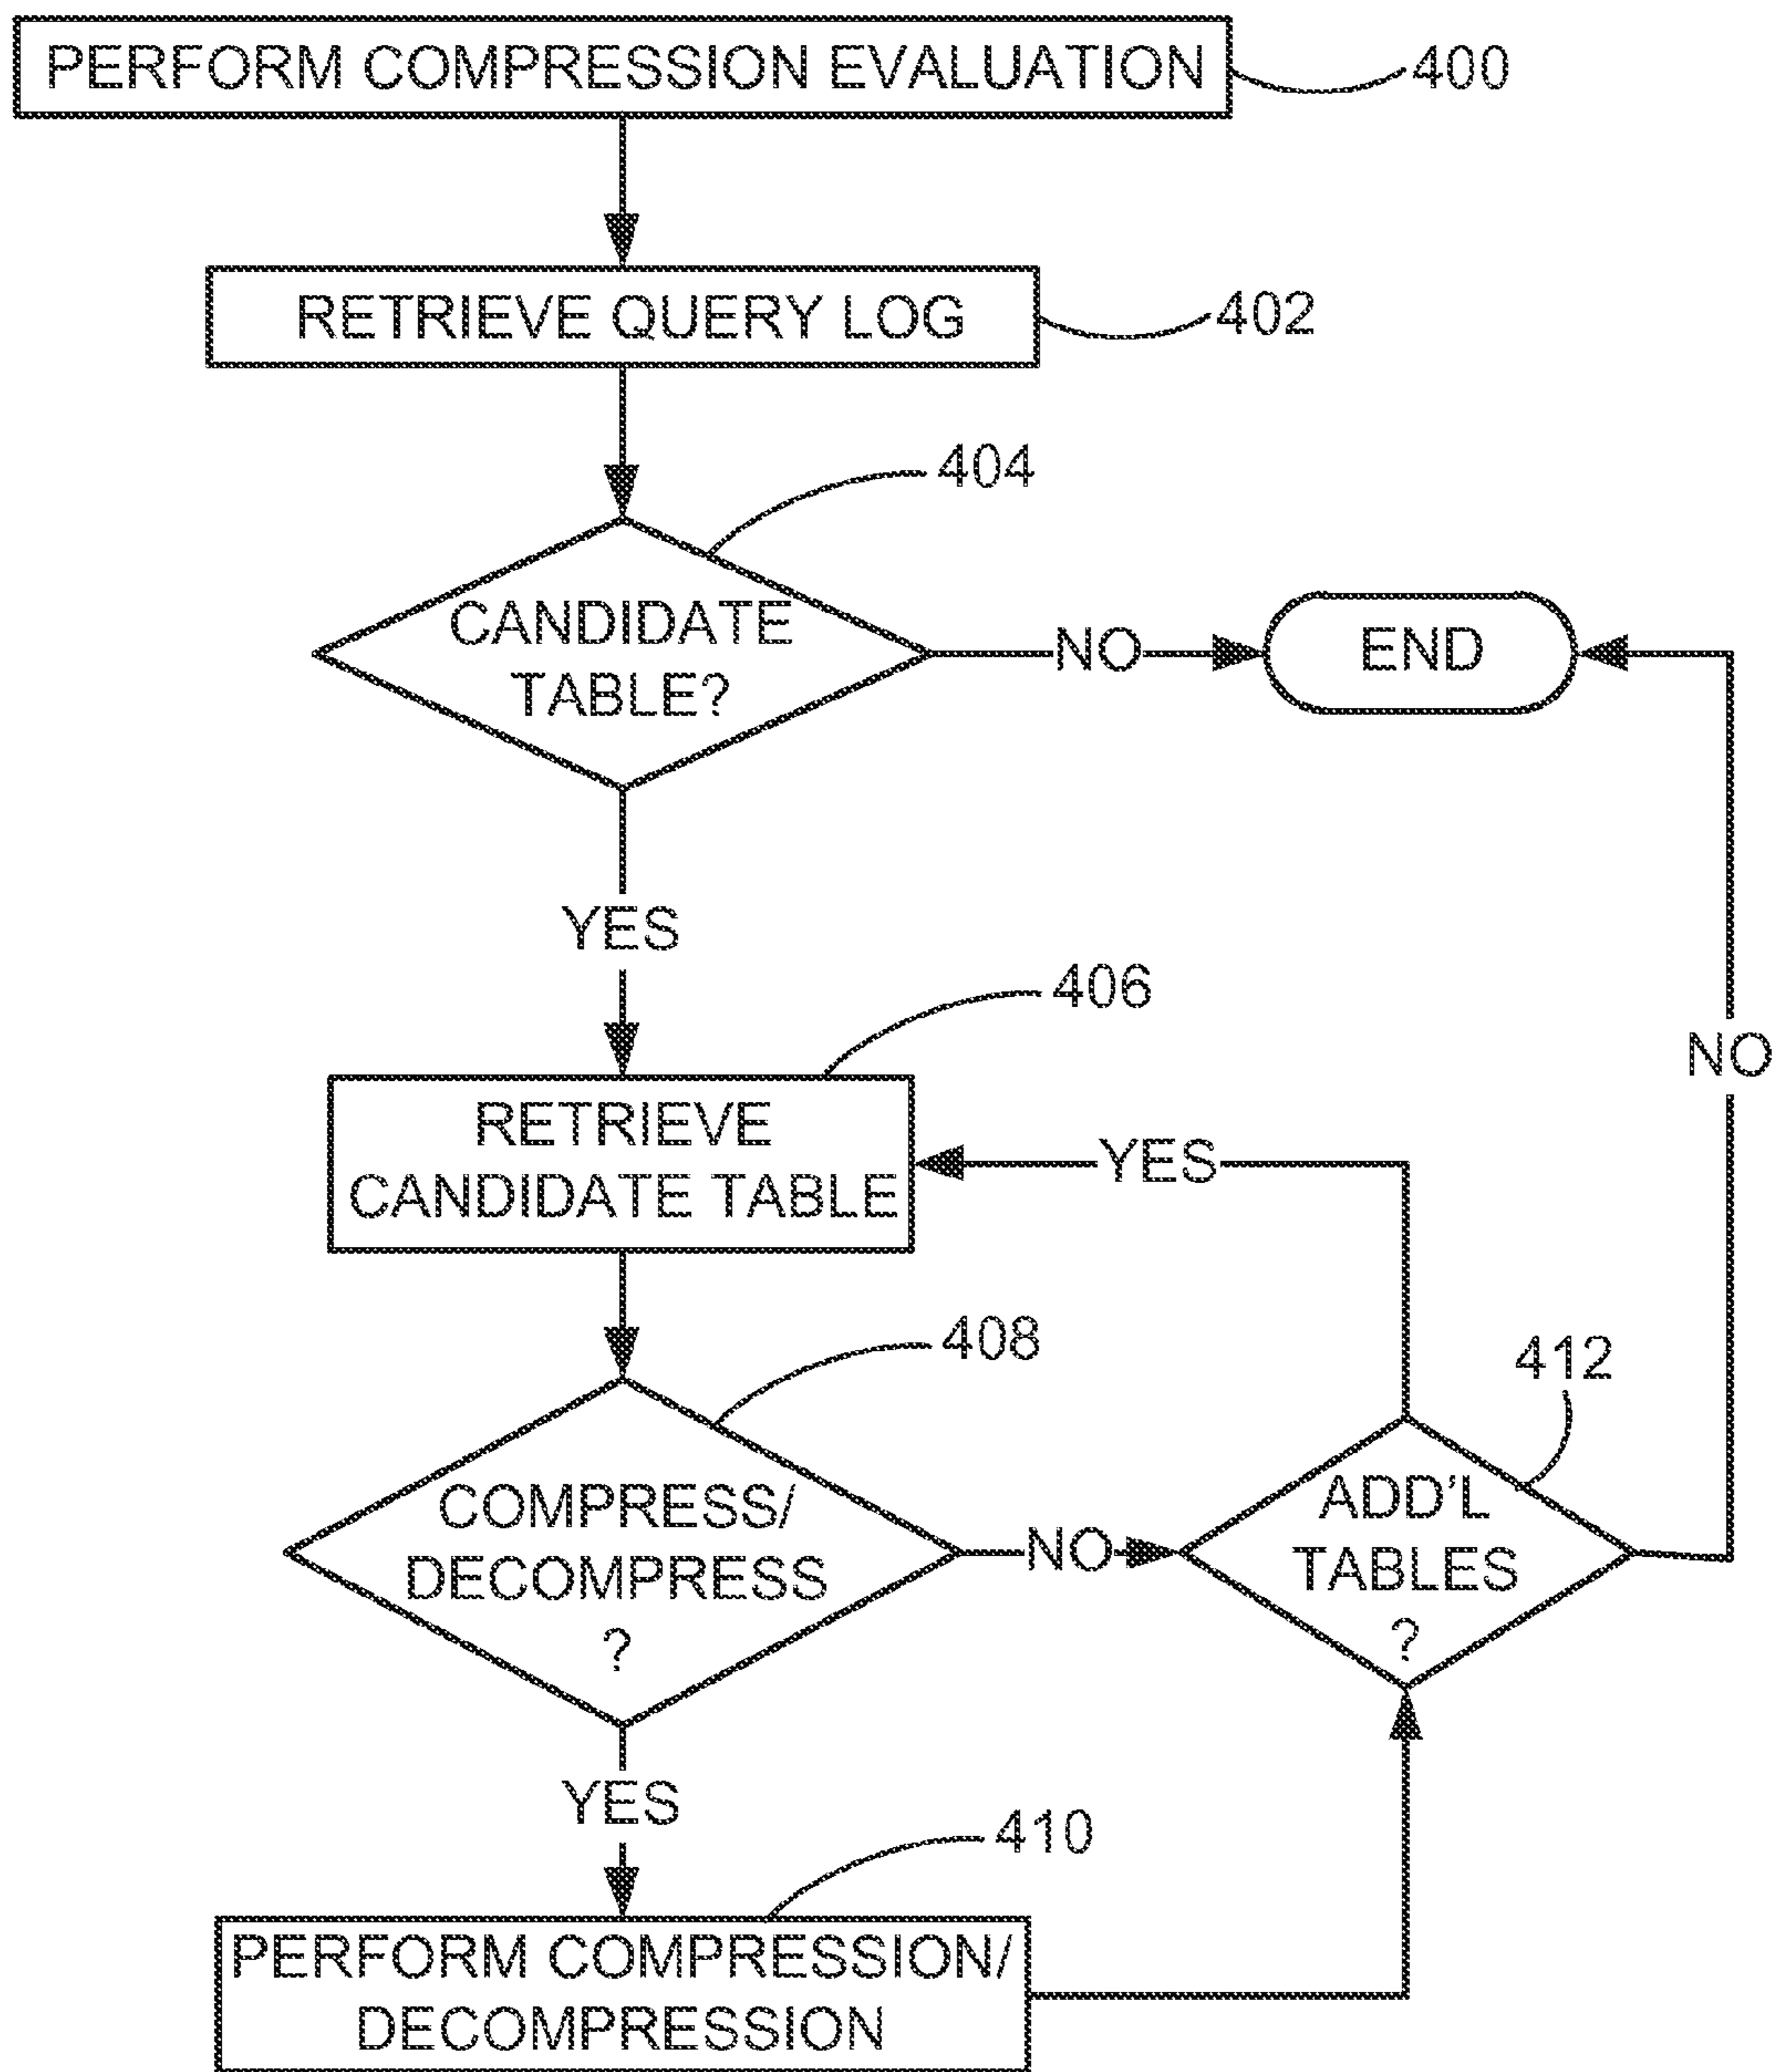 PERFORM COMPRESSION EVALUATION
400
RETRIEVE QUERY LOG
402
404
CANDIDATE
TABLE?
NO
END
YES
406
RETRIEVE
CANDIDATE TABLE
YES
NO
408
412
COMPRESS/
DECOMPRESS
?
NO
ADD'L
TABLES
?
YES
410
PERFORM COMPRESSION/
DECOMPRESSION